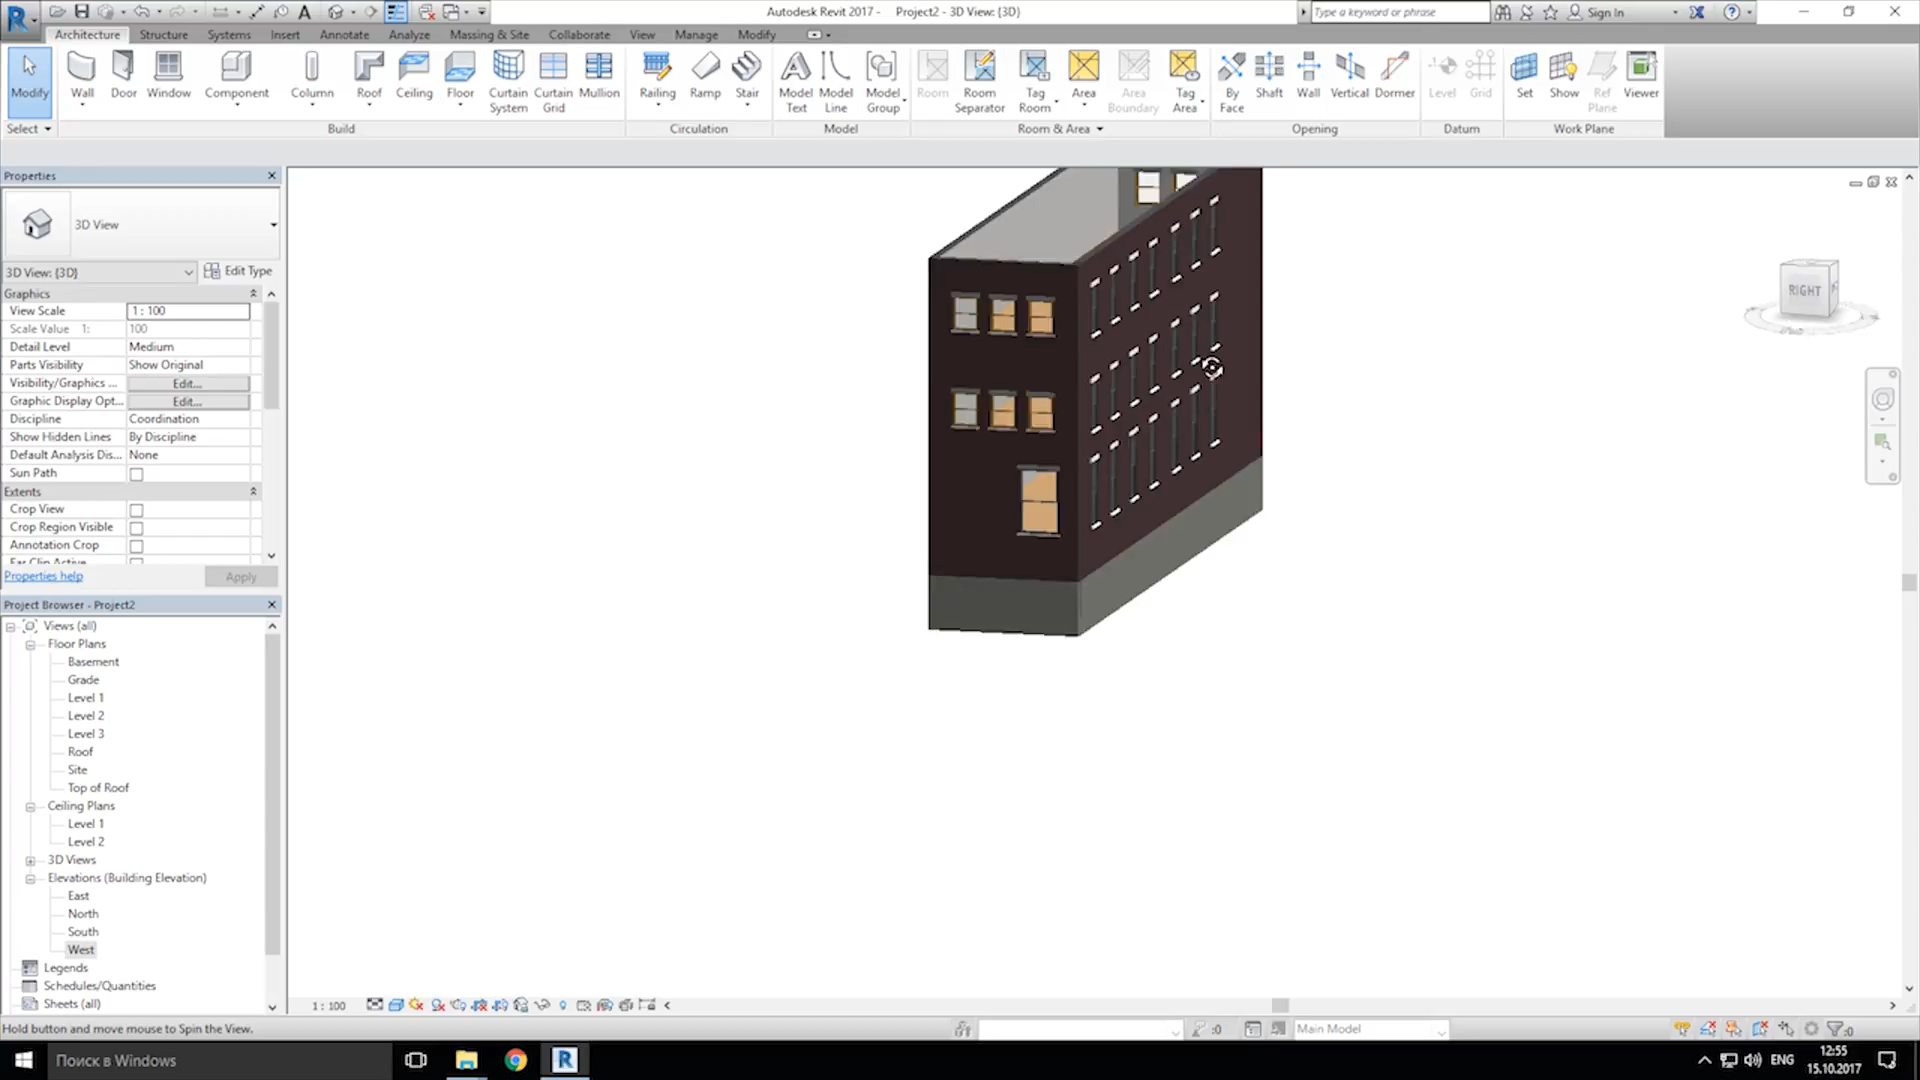 Autodesk Revit 2017 - Project2 - 3D View: {3D}
Type a keyword or phrase
Sign In
Architecture Structure Systems Insert Annotate Analyze Massing & Site Collaborate View Manage Modify
Modify Wall Door Window Component Column Roof Ceiling Floor Curtain System Curtain Grid Mullion Railing Ramp Stair Model Text Model Line Model Group Room Room Separator Tag Room Area Area Boundary Tag Area By Face Shaft Wall Vertical Dormer Level Grid Set Show Ref Plane Viewer
Select Build Circulation Model Room & Area Opening Datum Work Plane
Properties
3D View
3D View: {3D} Edit Type
Graphics
View Scale 1 : 100
Scale Value 1: 100
Detail Level Medium
Parts Visibility Show Original
Visibility/Graphics ... Edit...
Graphic Display Opt... Edit...
Discipline Coordination
Show Hidden Lines By Discipline
Default Analysis Dis... None
Sun Path
Extents
Crop View
Crop Region Visible
Annotation Crop
Far Clip Active
Properties help Apply
Project Browser - Project2
Views (all)
Floor Plans
Basement
Grade
Level 1
Level 2
Level 3
Roof
Site
Top of Roof
Ceiling Plans
Level 1
Level 2
3D Views
Elevations (Building Elevation)
East
North
South
West
Legends
Schedules/Quantities
Sheets (all)
RIGHT
1 : 100
Hold button and move mouse to Spin the View.
:0
Main Model
:0
Поиск в Windows
ENG
12:55
15.10.2017